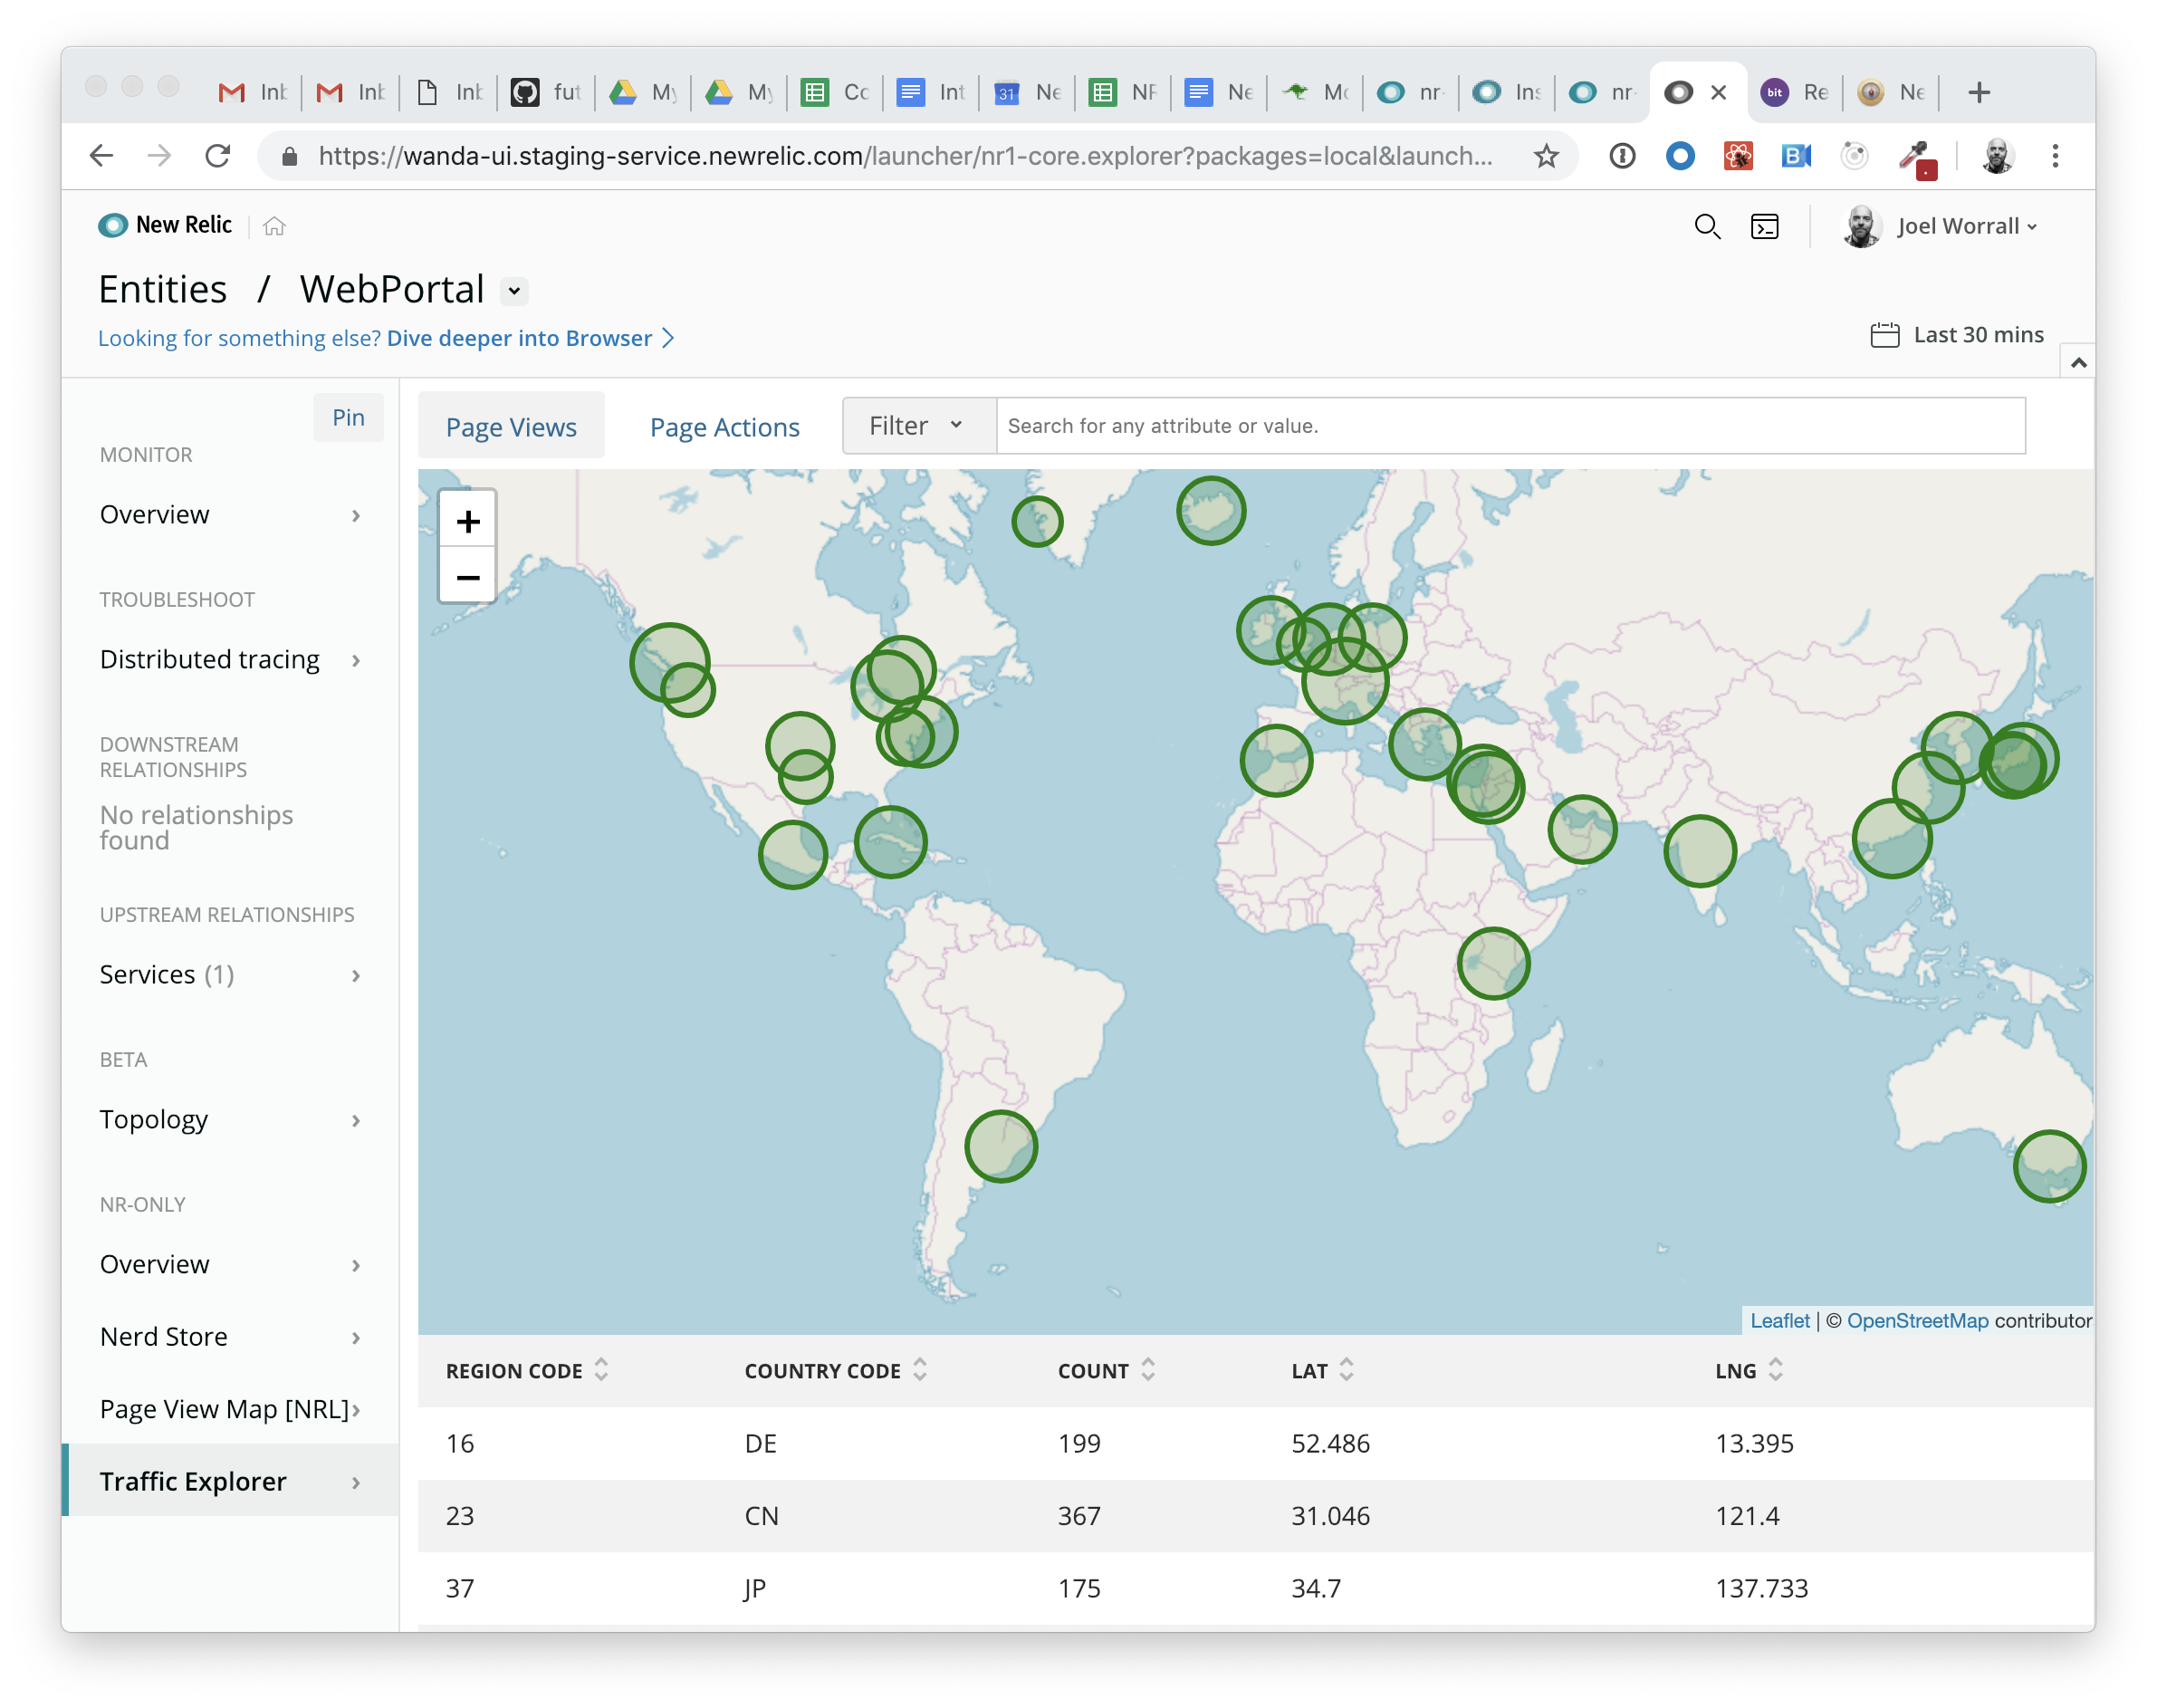 Inb
Inb
Inb
fut
My
My
Co
Int
31
Ne
NR
Ne
Mo
nr-
Ins
nr-
bit
Re
Ne
https://wanda-ui.staging-service.newrelic.com/launcher/nr1-core.explorer?packages=local&launch...
New Relic
Joel Worrall
Entities / WebPortal
Looking for something else? Dive deeper into Browser
Last 30 mins
Pin
MONITOR
Overview
TROUBLESHOOT
Distributed tracing
DOWNSTREAM
RELATIONSHIPS
No relationships
found
UPSTREAM RELATIONSHIPS
Services (1)
BETA
Topology
NR-ONLY
Overview
Nerd Store
Page View Map [NRL]
Traffic Explorer
Page Views
Page Actions
Filter
Search for any attribute or value.
+
−
Leaflet | © OpenStreetMap contributor
REGION CODE COUNTRY CODE COUNT LAT LNG
16 DE 199 52.486 13.395
23 CN 367 31.046 121.4
37 JP 175 34.7 137.733